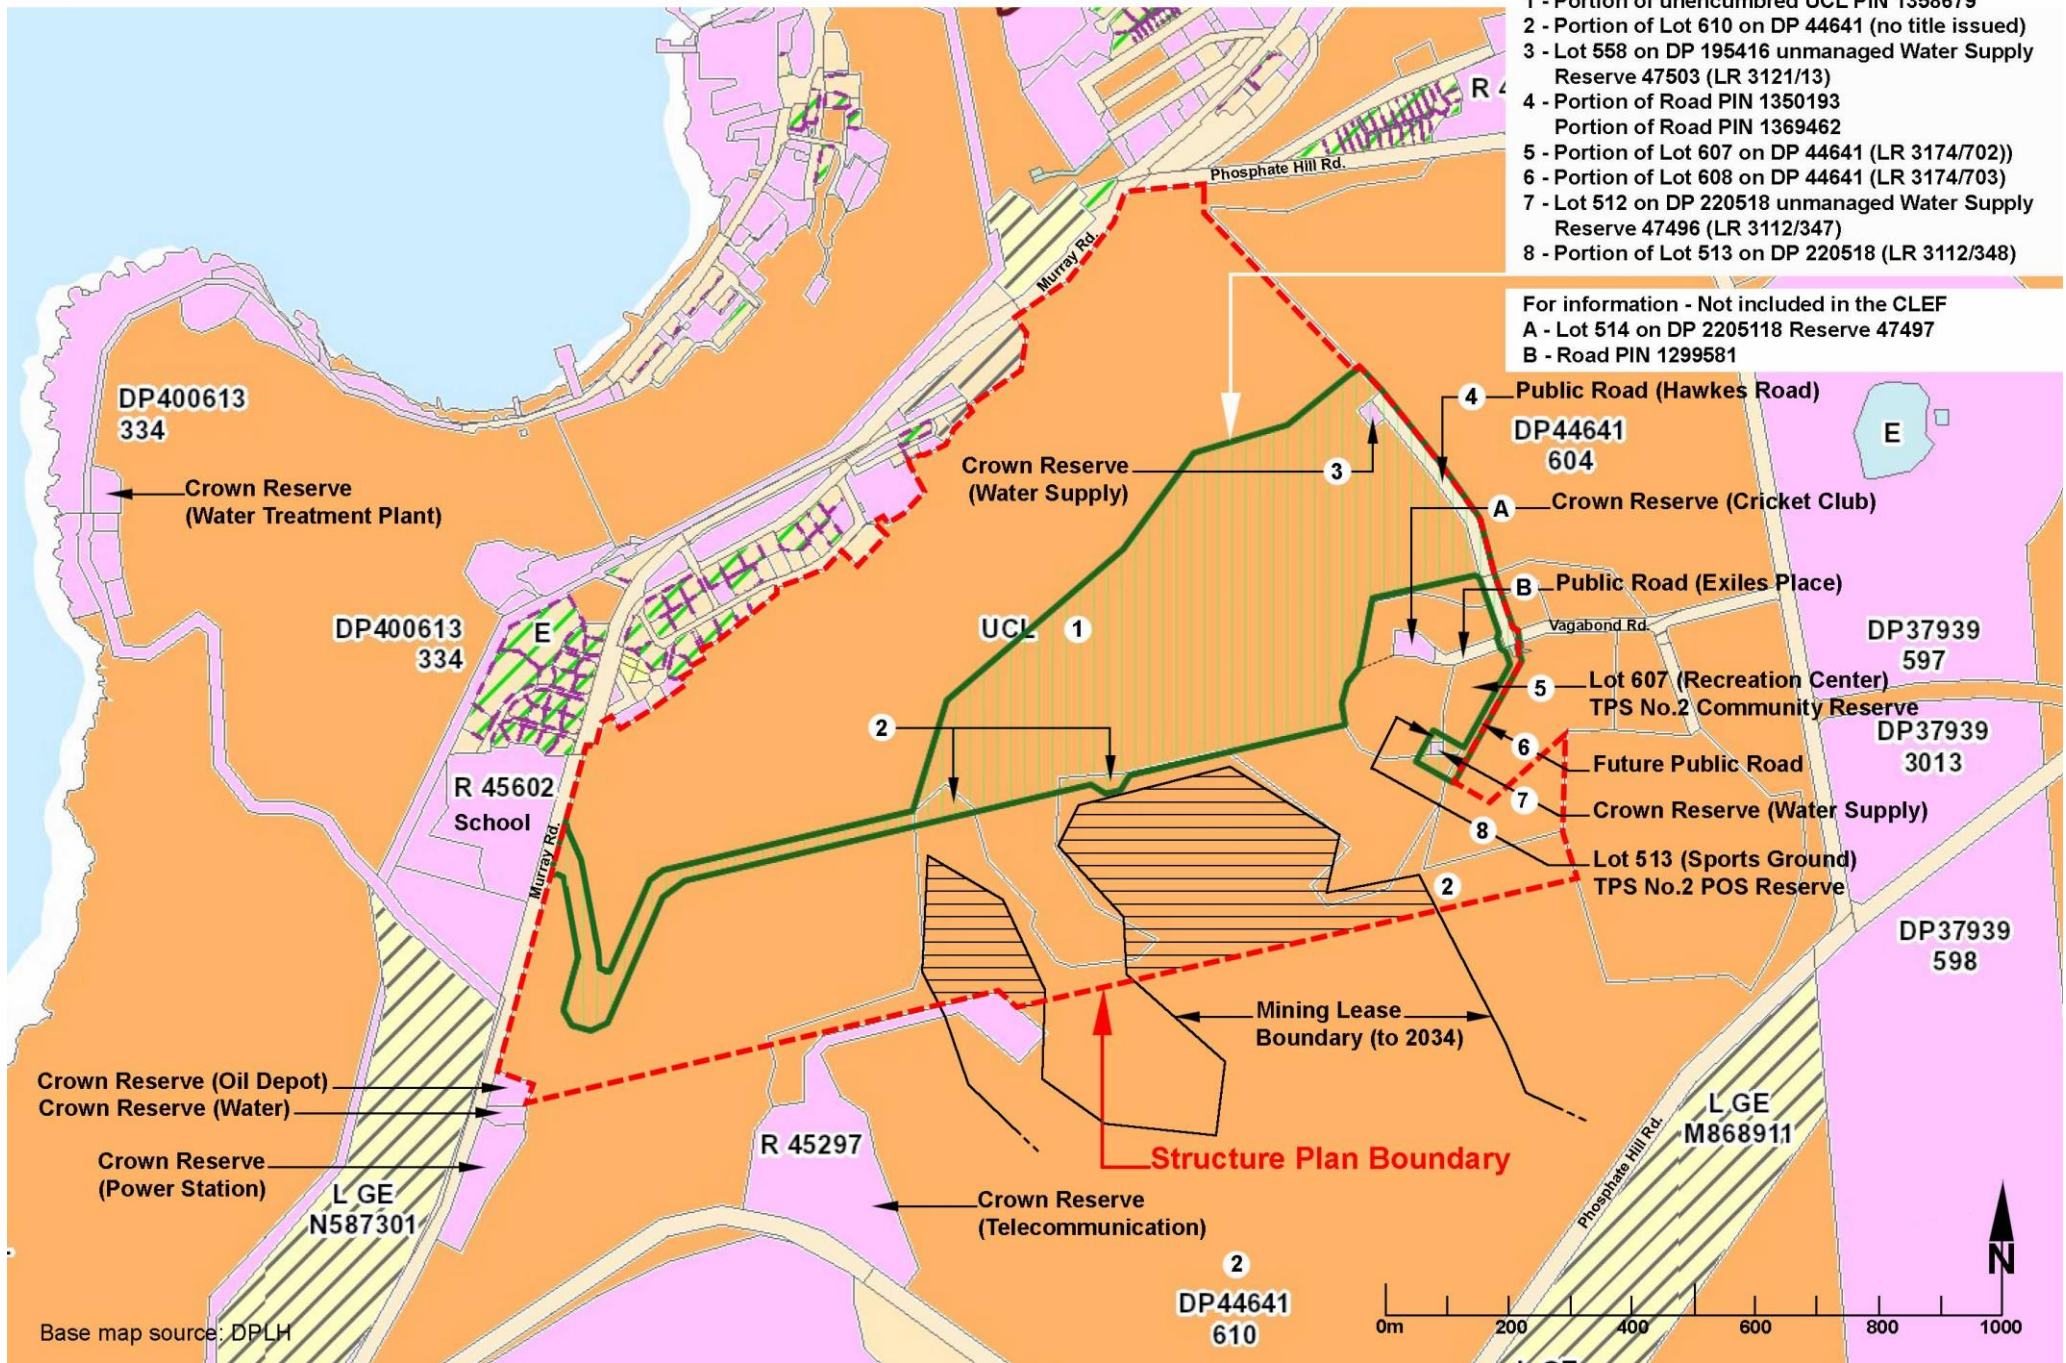 1 - Portion of unencumbred UCL PIN 1358679
2 - Portion of Lot 610 on DP 44641 (no title issued)
3 - Lot 558 on DP 195416 unmanaged Water Supply
Reserve 47503 (LR 3121/13)
4 - Portion of Road PIN 1350193
Portion of Road PIN 1369462
5 - Portion of Lot 607 on DP 44641 (LR 3174/702))
6 - Portion of Lot 608 on DP 44641 (LR 3174/703)
7 - Lot 512 on DP 220518 unmanaged Water Supply
Reserve 47496 (LR 3112/347)
8 - Portion of Lot 513 on DP 220518 (LR 3112/348)
For information - Not included in the CLEF
A - Lot 514 on DP 2205118 Reserve 47497
B - Road PIN 1299581
R 4
Phosphate Hill Rd.
Murray Rd.
DP400613
334
Crown Reserve
(Water Treatment Plant)
4
Public Road (Hawkes Road)
DP44641
604
E
Crown Reserve
(Water Supply)
3
A
Crown Reserve (Cricket Club)
B
Public Road (Exiles Place)
Vagabond Rd.
DP400613
334
E
UCL
1
DP37939
597
5
Lot 607 (Recreation Center)
TPS No.2 Community Reserve
2
6
Future Public Road
DP37939
3013
R 45602
School
Murray Rd.
7
Crown Reserve (Water Supply)
8
Lot 513 (Sports Ground)
TPS No.2 POS Reserve
2
DP37939
598
Mining Lease
Boundary (to 2034)
Crown Reserve (Oil Depot)
Crown Reserve (Water)
Crown Reserve
(Power Station)
L GE
N587301
R 45297
Structure Plan Boundary
Crown Reserve
(Telecommunication)
L GE
M868911
Phosphate Hill Rd.
2
DP44641
610
N
0m
200
400
600
800
1000
Base map source: DPLH